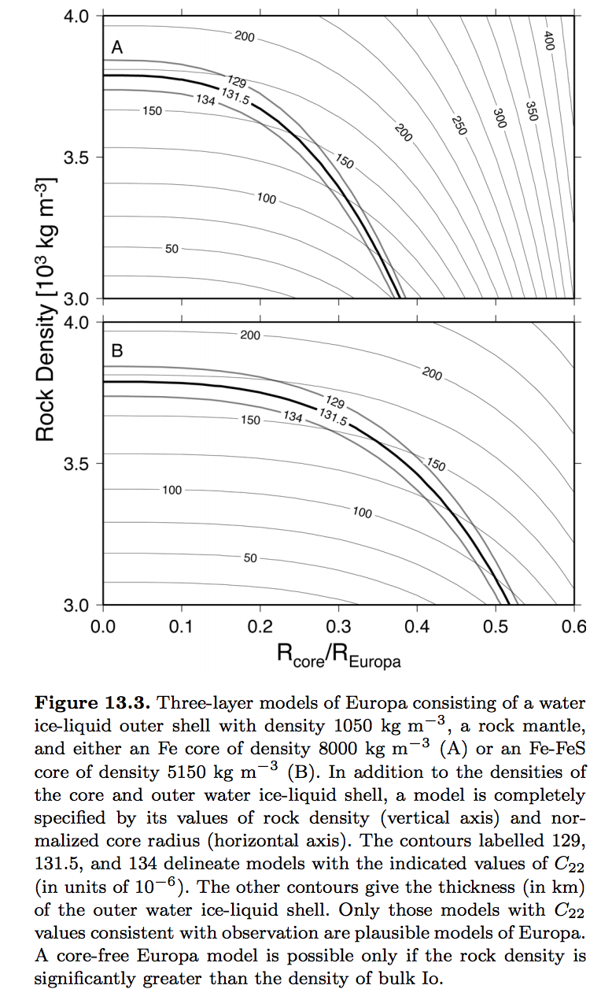 4.0
A
200
400
129
131.5
134
150
200
250
300
350
150
3.5
100
50
3.0
Rock Density [10³ kg m⁻³]
4.0
B
200
200
129
131.5
134
150
150
3.5
100
100
50
3.0
0.0 0.1 0.2 0.3 0.4 0.5 0.6
Rcore/REuropa
Figure 13.3. Three-layer models of Europa consisting of a water
ice-liquid outer shell with density 1050 kg m⁻³, a rock mantle,
and either an Fe core of density 8000 kg m⁻³ (A) or an Fe-FeS
core of density 5150 kg m⁻³ (B). In addition to the densities of
the core and outer water ice-liquid shell, a model is completely
specified by its values of rock density (vertical axis) and nor-
malized core radius (horizontal axis). The contours labelled 129,
131.5, and 134 delineate models with the indicated values of C₂₂
(in units of 10⁻⁶). The other contours give the thickness (in km)
of the outer water ice-liquid shell. Only those models with C₂₂
values consistent with observation are plausible models of Europa.
A core-free Europa model is possible only if the rock density is
significantly greater than the density of bulk Io.